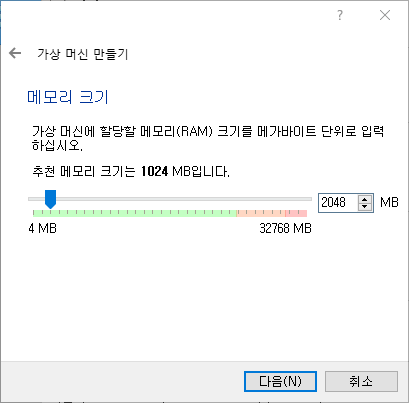 ?
가상 머신 만들기
메모리 크기
가상 머신에 할당할 메모리(RAM) 크기를 메가바이트 단위로 입력
하십시오.
추천 메모리 크기는 1024 MB입니다.
2048 MB
4 MB 32768 MB
다음(N) 취소